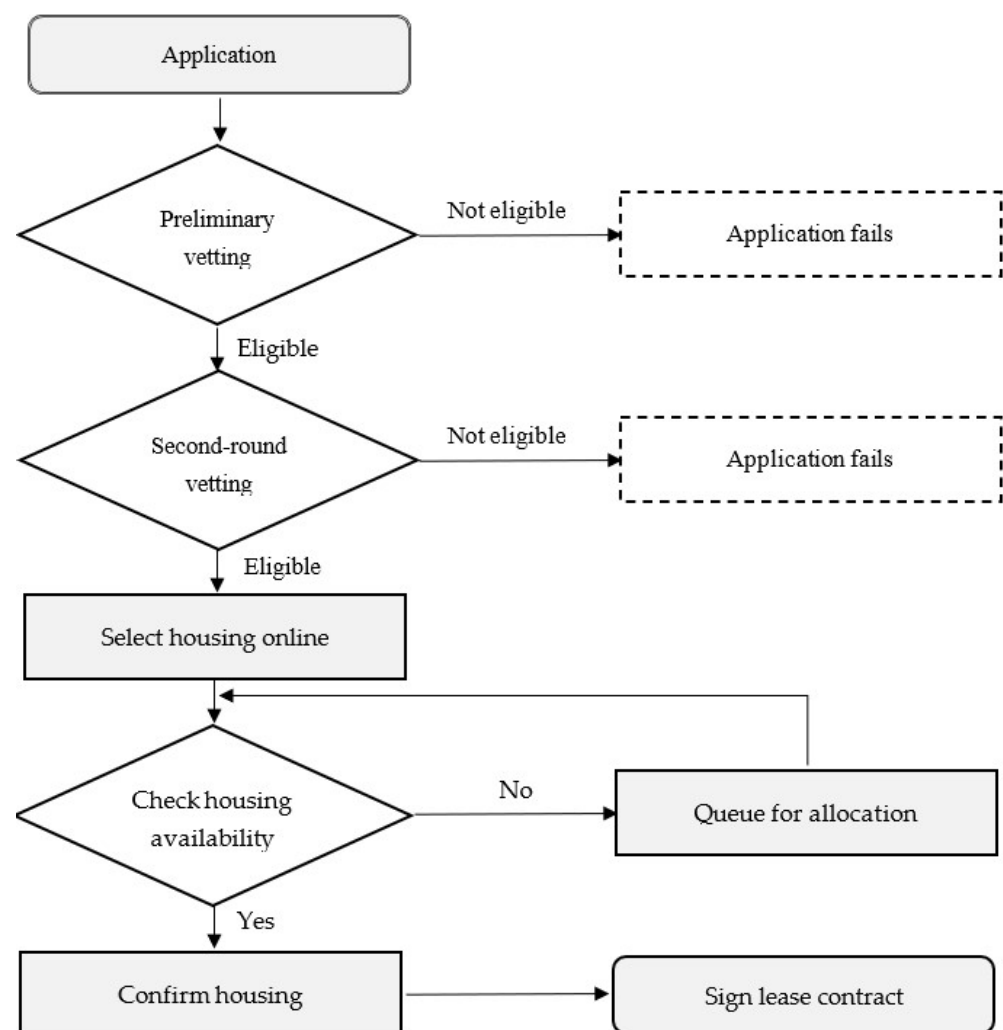 Application
Preliminary
vetting
Not eligible
Application fails
Eligible
Second-round
vetting
Not eligible
Application fails
Eligible
Select housing online
Check housing
availability
No
Queue for allocation
Yes
Confirm housing
Sign lease contract